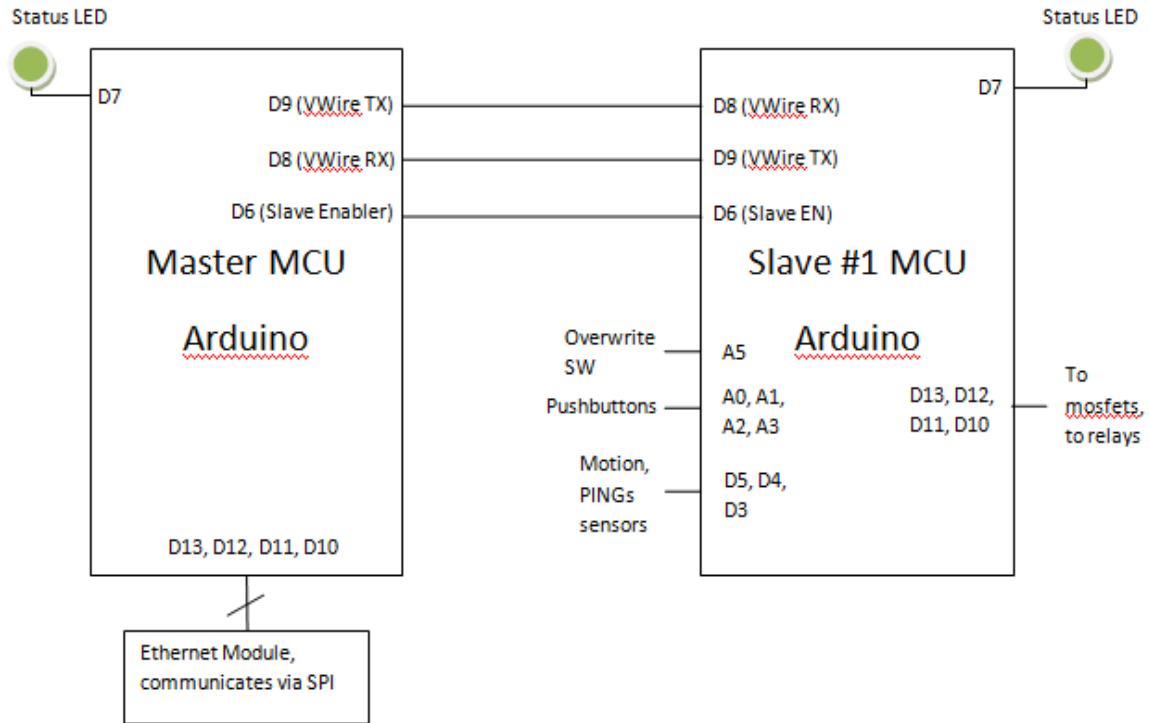 Status LED
Status LED
D7
D9 (VWire TX)
D8 (VWire RX)
D6 (Slave Enabler)
Master MCU
Arduino
D13, D12, D11, D10
Ethernet Module,
communicates via SPI
D7
D8 (VWire RX)
D9 (VWire TX)
D6 (Slave EN)
Slave #1 MCU
Arduino
Overwrite
SW
A5
Pushbuttons
A0, A1,
A2, A3
Motion,
PINGs
sensors
D5, D4,
D3
D13, D12,
D11, D10
To
mosfets,
to relays